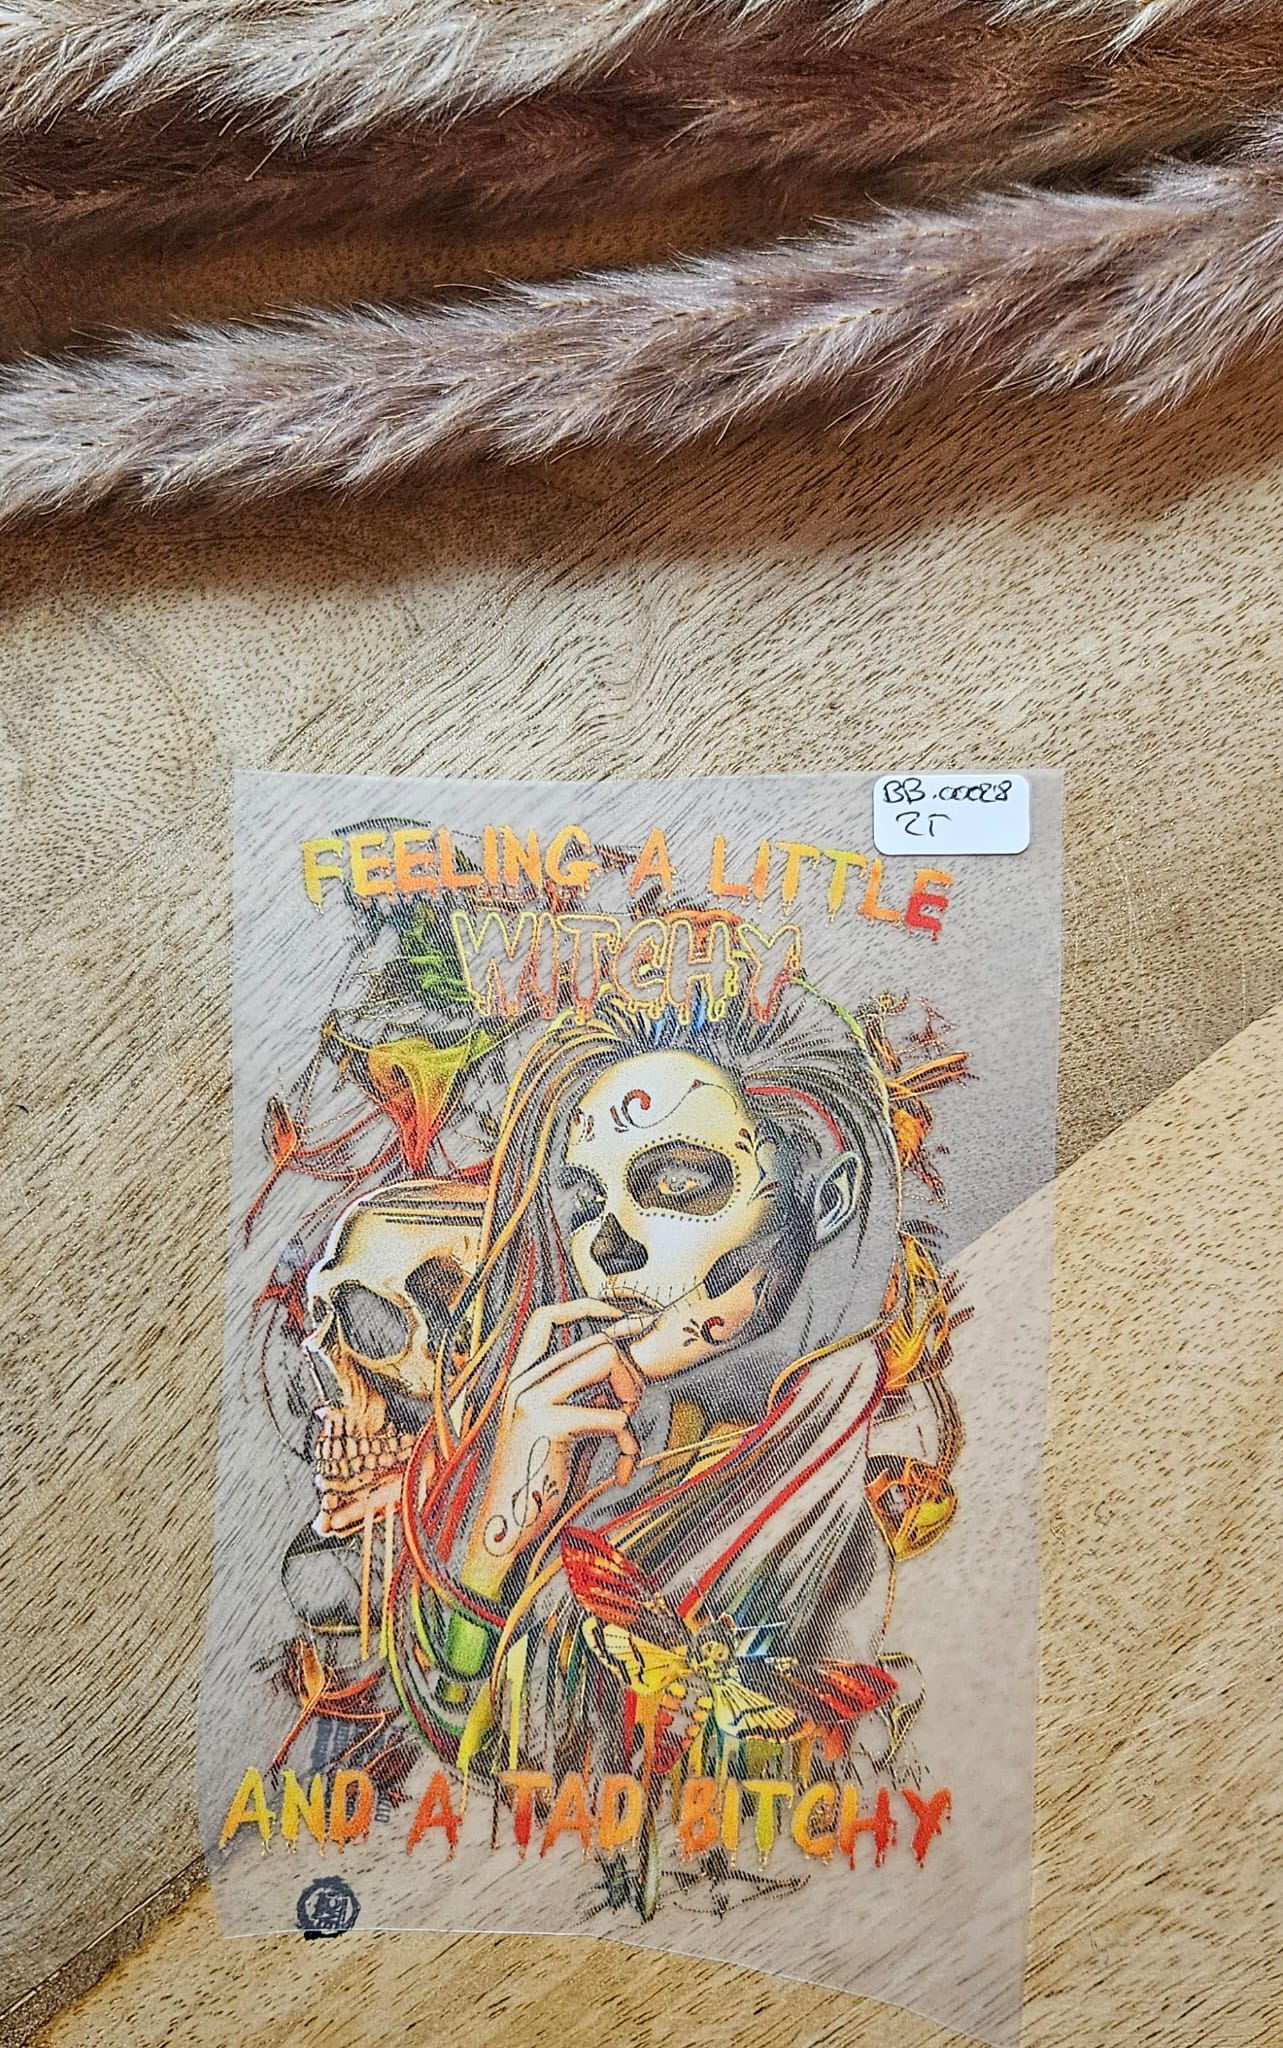 BB.00028
2T
FEELING A LITTLE
WITCHY
AND A TAD BITCHY